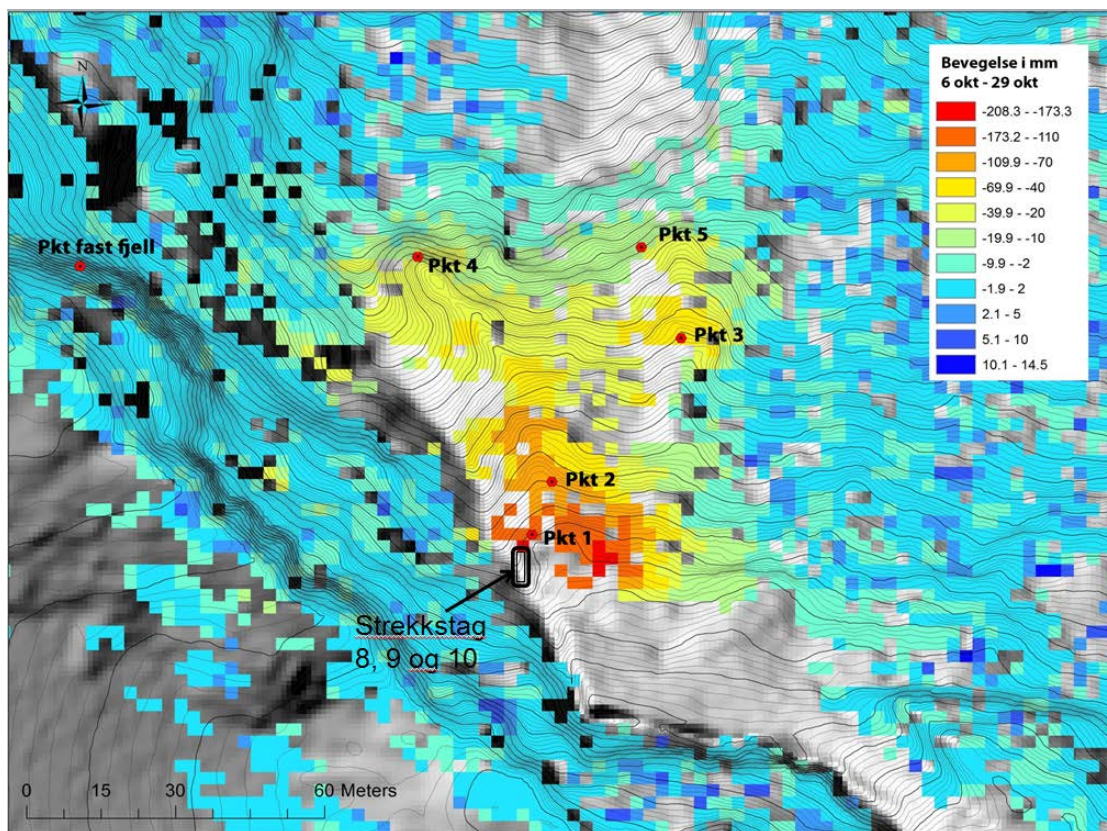 N
Bevegelse i mm
6 okt - 29 okt
-208.3 - -173.3
-173.2 - -110
-109.9 - -70
-69.9 - -40
-39.9 - -20
-19.9 - -10
-9.9 - -2
-1.9 - 2
2.1 - 5
5.1 - 10
10.1 - 14.5
Pkt fast fjell
Pkt 4
Pkt 5
Pkt 3
Pkt 2
Pkt 1
Strekkstag
8, 9 og 10
0 15 30 60 Meters